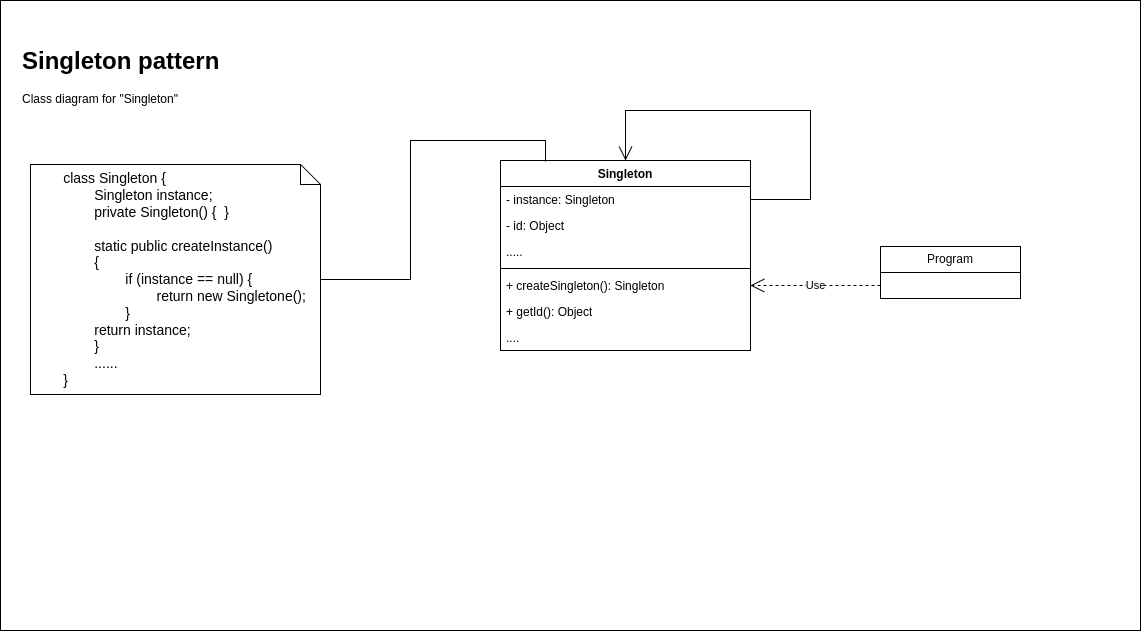 Singleton pattern
Class diagram for "Singleton"
class Singleton {
Singleton instance;
private Singleton() {  }
static public createInstance()
{
if (instance == null) {
return new Singletone();
}
return instance;
}
......
}
Singleton
- instance: Singleton
- id: Object
.....
+ createSingleton(): Singleton
+ getId(): Object
....
Use
Program